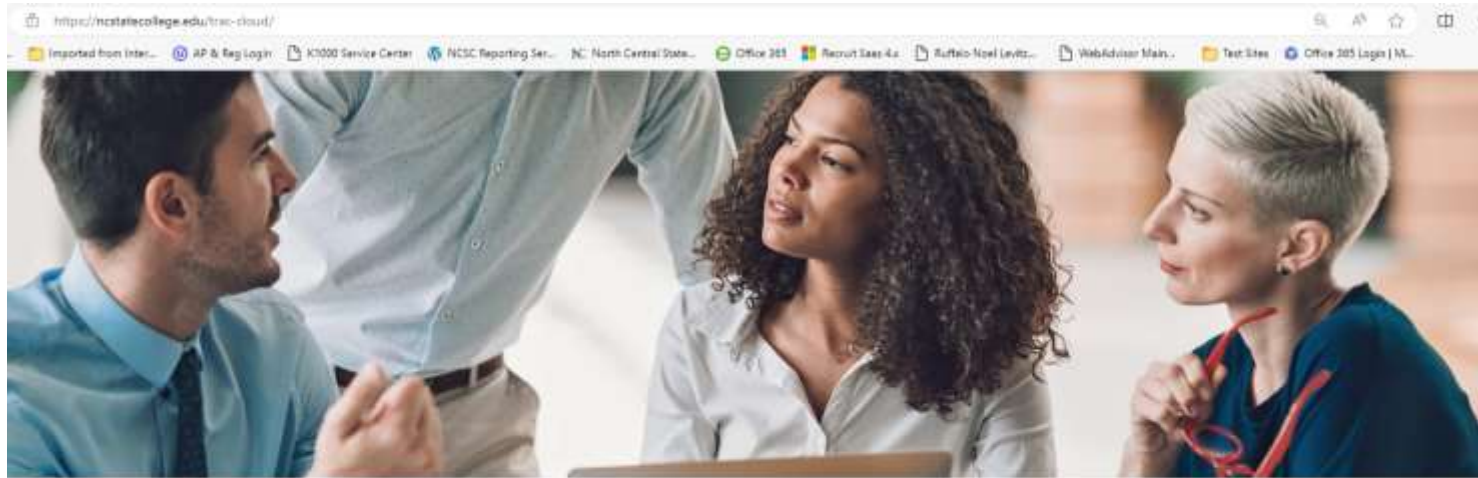 https://ncstatecollege.edu/trac-cloud/
Imported from Inter... AP & Reg Login K1000 Service Center NCSC Reporting Ser... NC North Central State... Office 365 Recruit Saas 4.x Ruffalo Noel Levitz... WebAdvisor Main... Test Sites Office 365 Login | M...